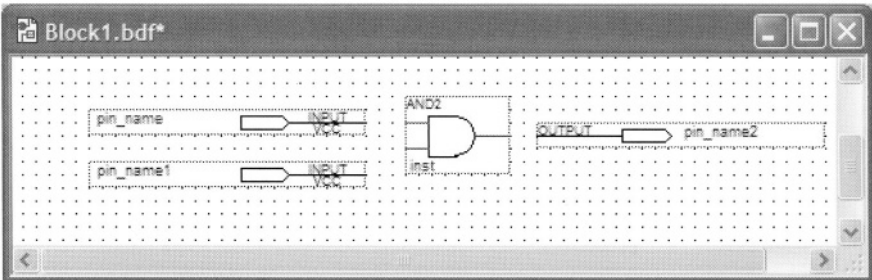 Block1.bdf*
pin_name
INPUT
VCC
AND2
inst
OUTPUT
pin_name2
pin_name1
INPUT
VCC